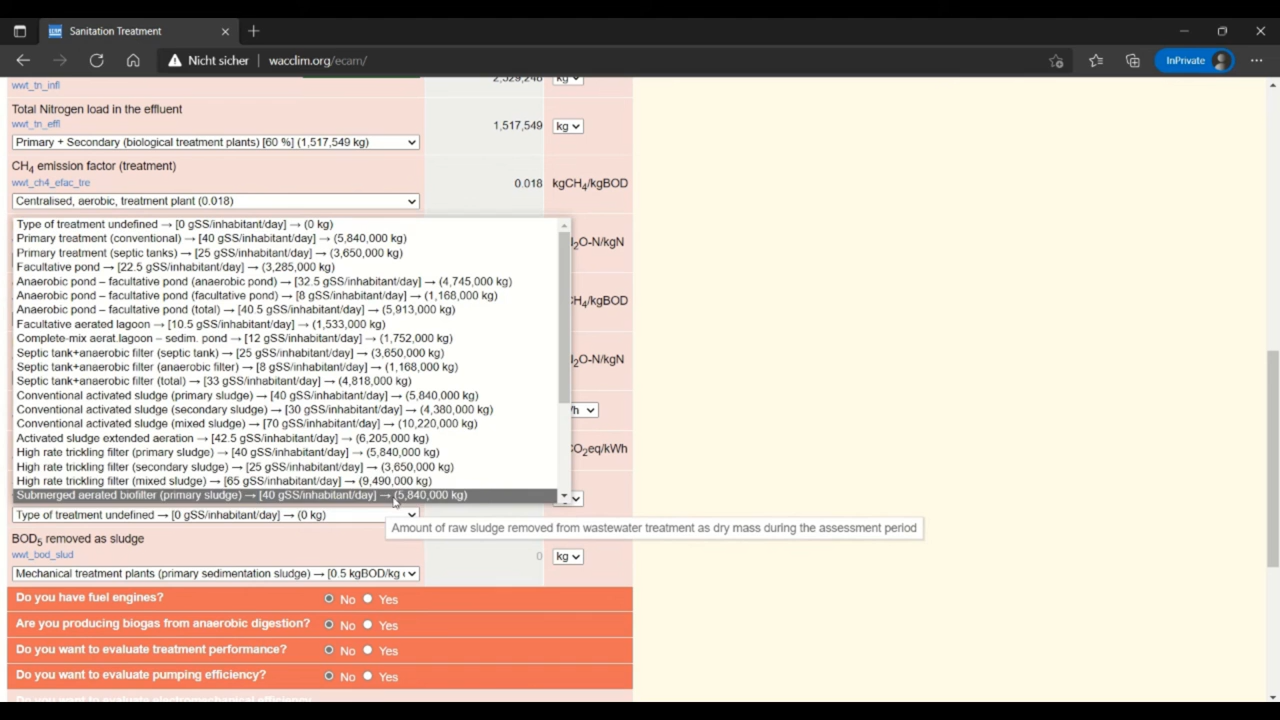 Sanitation Treatment
Nicht sicher
wacclim.org/ecam/
InPrivate
wwt_tn_infl
2,529,248 kg
Total Nitrogen load in the effluent
wwt_tn_effl
1,517,549 kg
Primary + Secondary (biological treatment plants) [60 %] (1,517,549 kg)
CH4 emission factor (treatment)
wwt_ch4_efac_tre
0.018 kgCH4/kgBOD
Centralised, aerobic, treatment plant (0.018)
Type of treatment undefined → [0 gSS/inhabitant/day] → (0 kg)
Primary treatment (conventional) → [40 gSS/inhabitant/day] → (5,840,000 kg)
2O-N/kgN
Primary treatment (septic tanks) → [25 gSS/inhabitant/day] → (3,650,000 kg)
Facultative pond → [22.5 gSS/inhabitant/day] → (3,285,000 kg)
Anaerobic pond – facultative pond (anaerobic pond) → [32.5 gSS/inhabitant/day] → (4,745,000 kg)
Anaerobic pond – facultative pond (facultative pond) → [8 gSS/inhabitant/day] → (1,168,000 kg)
H4/kgBOD
Anaerobic pond – facultative pond (total) → [40.5 gSS/inhabitant/day] → (5,913,000 kg)
Facultative aerated lagoon → [10.5 gSS/inhabitant/day] → (1,533,000 kg)
Complete-mix aerat.lagoon – sedim. pond → [12 gSS/inhabitant/day] → (1,752,000 kg)
Septic tank+anaerobic filter (septic tank) → [25 gSS/inhabitant/day] → (3,650,000 kg)
2O-N/kgN
Septic tank+anaerobic filter (anaerobic filter) → [8 gSS/inhabitant/day] → (1,168,000 kg)
Septic tank+anaerobic filter (total) → [33 gSS/inhabitant/day] → (4,818,000 kg)
Conventional activated sludge (primary sludge) → [40 gSS/inhabitant/day] → (5,840,000 kg)
Conventional activated sludge (secondary sludge) → [30 gSS/inhabitant/day] → (4,380,000 kg)
h
Conventional activated sludge (mixed sludge) → [70 gSS/inhabitant/day] → (10,220,000 kg)
Activated sludge extended aeration → [42.5 gSS/inhabitant/day] → (6,205,000 kg)
O2eq/kWh
High rate trickling filter (primary sludge) → [40 gSS/inhabitant/day] → (5,840,000 kg)
High rate trickling filter (secondary sludge) → [25 gSS/inhabitant/day] → (3,650,000 kg)
High rate trickling filter (mixed sludge) → [65 gSS/inhabitant/day] → (9,490,000 kg)
Submerged aerated biofilter (primary sludge) → [40 gSS/inhabitant/day] → (5,840,000 kg)
Type of treatment undefined → [0 gSS/inhabitant/day] → (0 kg)
Amount of raw sludge removed from wastewater treatment as dry mass during the assessment period
BOD5 removed as sludge
wwt_bod_slud
0 kg
Mechanical treatment plants (primary sedimentation sludge) → [0.5 kgBOD/kg
Do you have fuel engines? No Yes
Are you producing biogas from anaerobic digestion? No Yes
Do you want to evaluate treatment performance? No Yes
Do you want to evaluate pumping efficiency? No Yes
Do you want to evaluate electromechanical efficiency